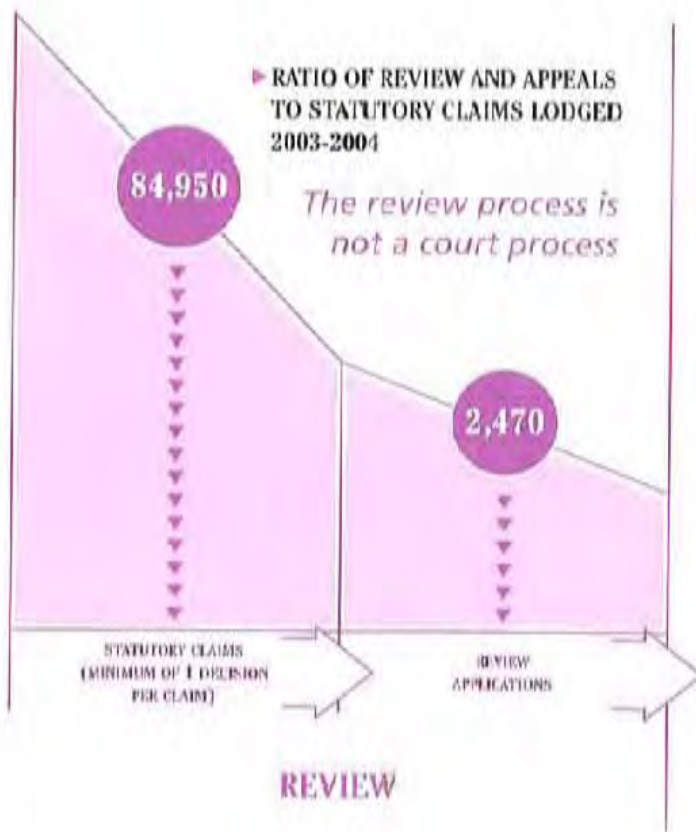 RATIO OF REVIEW AND APPEALS
TO STATUTORY CLAIMS LODGED
2003-2004
84,950
The review process is
not a court process
2,470
STATUTORY CLAIMS
(MINIMUM OF 1 DECISION
PER CLAIM)
REVIEW
APPLICATIONS
REVIEW